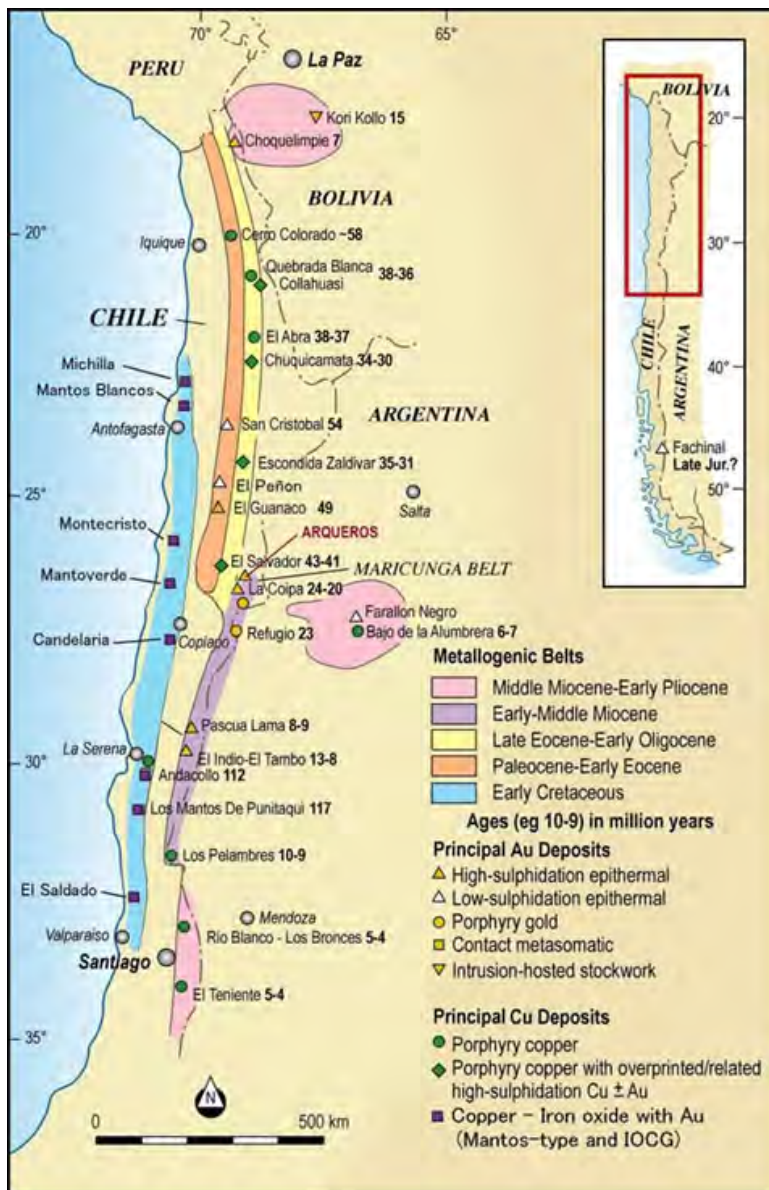 70°
65°
PERU
La Paz
Kori Kollo 15
Choquelimpie 7
BOLIVIA
20°
Iquique
Cerro Colorado ~58
Quebrada Blanca
38-36
Collahuasi
CHILE
El Abra 38-37
Michilla
Chuquicamata 34-30
Mantos Blancos
ARGENTINA
Antofagasta
San Cristobal 54
Escondida Zaldivar 35-31
25°
El Peñon
Salta
El Guanaco 49
Montecristo
ARQUEROS
El Salvador 43-41
MARICUNGA BELT
Mantoverde
La Coipa 24-20
Farallon Negro
Candelaria
Copiapo
Refugio 23
Bajo de la Alumbrera 6-7
Pascua Lama 8-9
La Serena
El Indio-El Tambo 13-8
30°
Andacollo 112
Los Mantos De Punitaqui 117
Los Pelambres 10-9
El Saldado
Mendoza
Valparaiso
Rio Blanco - Los Bronces 5-4
Santiago
El Teniente 5-4
35°
N
0
500 km
BOLIVIA
20°
30°
CHILE
40°
ARGENTINA
Fachinal
Late Jur.?
50°
Metallogenic Belts
Middle Miocene-Early Pliocene
Early-Middle Miocene
Late Eocene-Early Oligocene
Paleocene-Early Eocene
Early Cretaceous
Ages (eg 10-9) in million years
Principal Au Deposits
High-sulphidation epithermal
Low-sulphidation epithermal
Porphyry gold
Contact metasomatic
Intrusion-hosted stockwork
Principal Cu Deposits
Porphyry copper
Porphyry copper with overprinted/related
high-sulphidation Cu ± Au
Copper - Iron oxide with Au
(Mantos-type and IOCG)